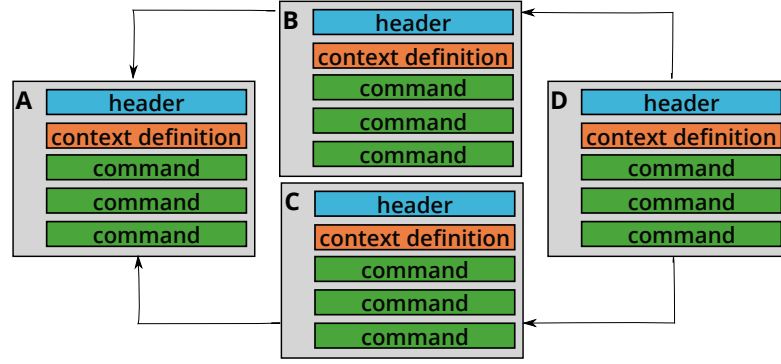 A
header
context definition
command
command
command
B
header
context definition
command
command
command
C
header
context definition
command
command
command
D
header
context definition
command
command
command